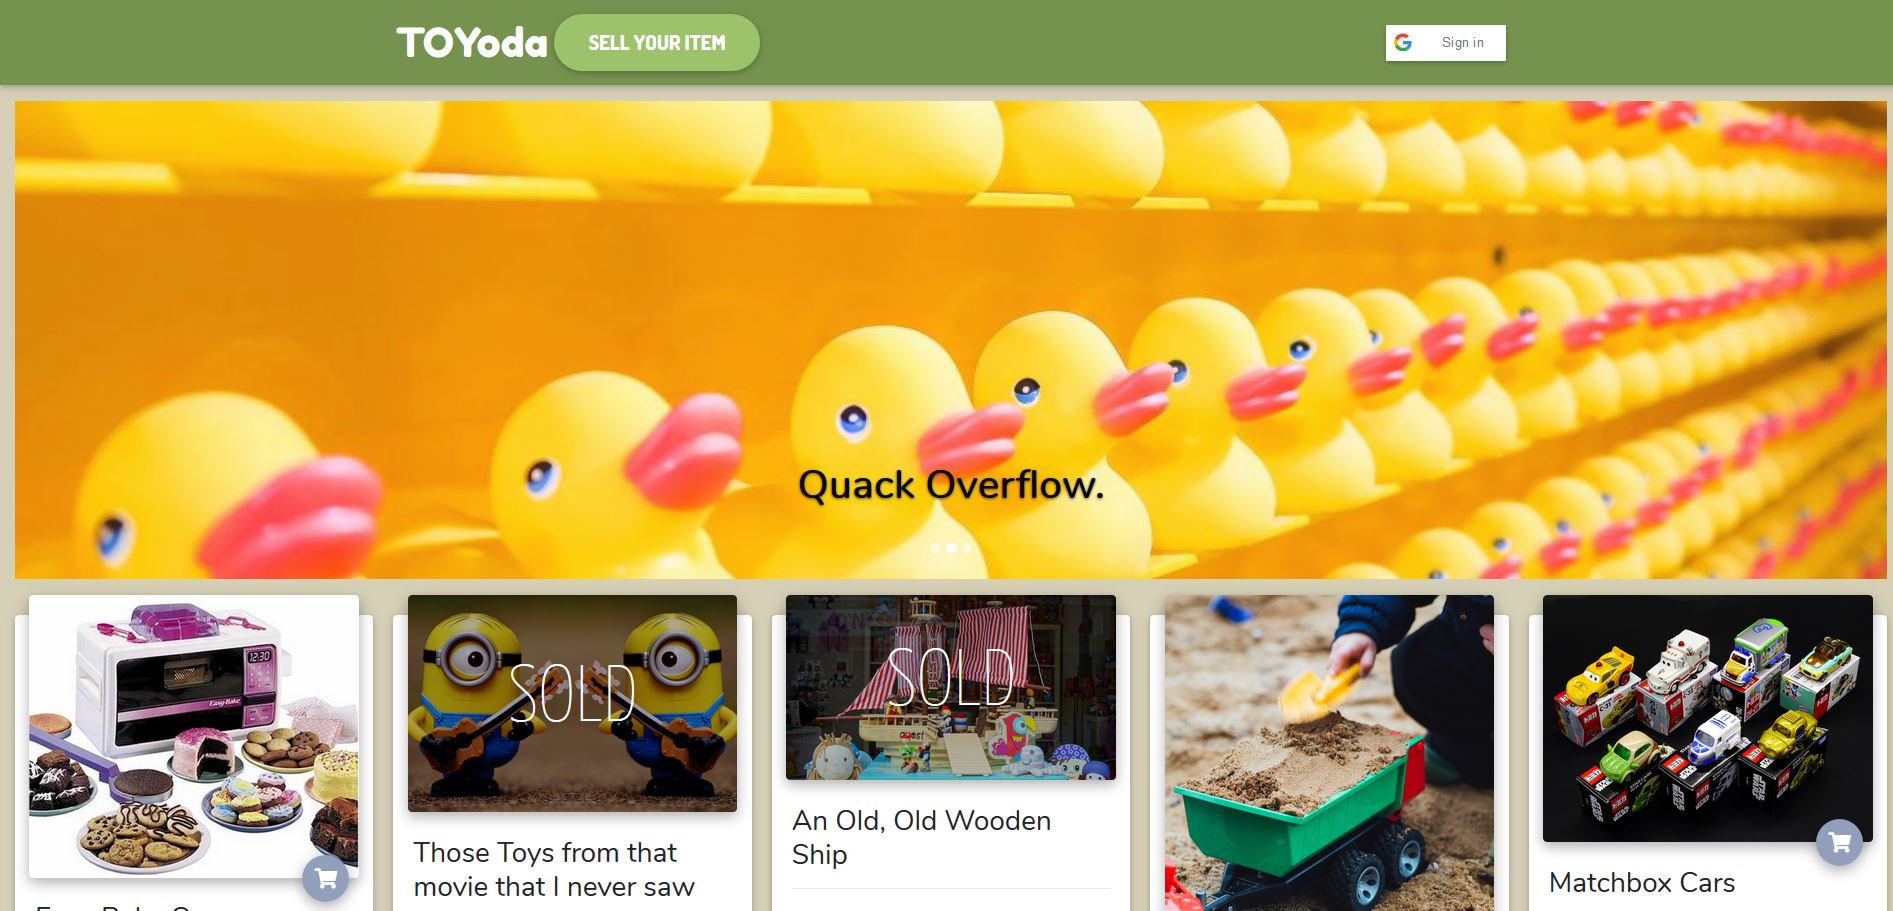 TOYoda
SELL YOUR ITEM
Sign in
Quack Overflow.
12:30
Easy-Bake
SOLD
SOLD
Those Toys from that
movie that I never saw
An Old, Old Wooden
Ship
Matchbox Cars